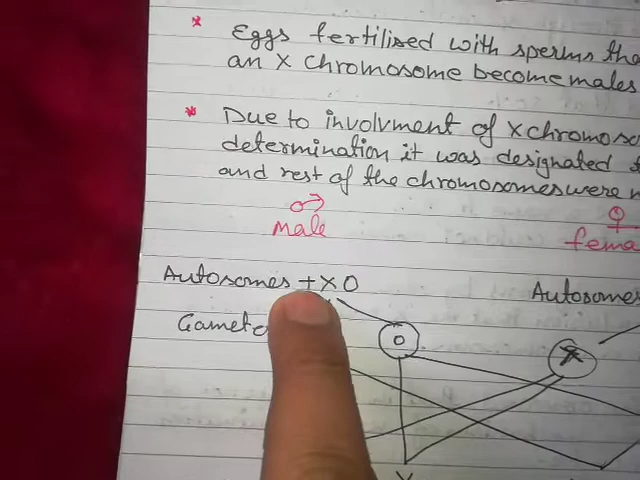 * Eggs fertilised with sperms tha
an X chromosome become males
* Due to involvment of X chromoso
determination it was designated
and rest of the chromosomes were
♂ ♀
Male fema
Autosomes + XO Autosomes
Gamet
O X